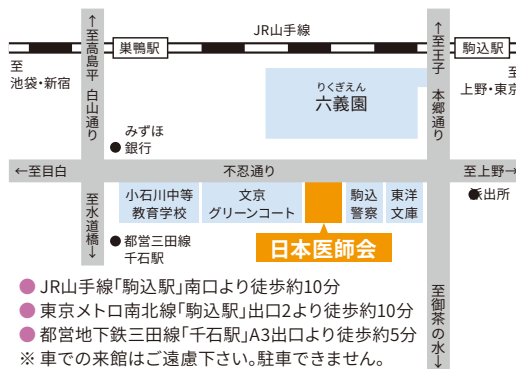 JR山手線
←至高島平 白山通り
巣鴨駅
←至王子 本郷通り
駒込駅
至
池袋・新宿
至
上野・東京
りくぎえん
六義園
みずほ
銀行
←至目白
不忍通り
至上野→
小石川中等
教育学校
文京
グリーンコート
駒込
警察
東洋
文庫
派出所
至水道橋→
都営三田線
千石駅
日本医師会
至御茶の水→
● JR山手線「駒込駅」南口より徒歩約10分
● 東京メトロ南北線「駒込駅」出口2より徒歩約10分
● 都営地下鉄三田線「千石駅」A3出口より徒歩約5分
※ 車での来館はご遠慮下さい。駐車できません。